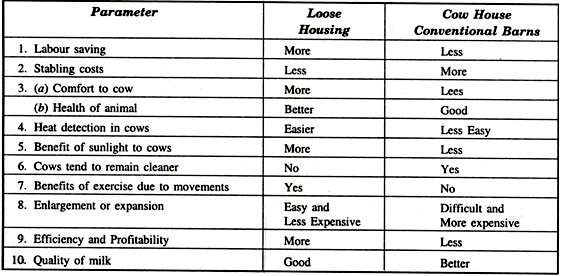 Parameter Loose Housing Cow House Conventional Barns
1. Labour saving More Less
2. Stabling costs Less More
3. (a) Comfort to cow More Lees
(b) Health of animal Better Good
4. Heat detection in cows Easier Less Easy
5. Benefit of sunlight to cows More Less
6. Cows tend to remain cleaner No Yes
7. Benefits of exercise due to movements Yes No
8. Enlargement or expansion Easy and Less Expensive Difficult and More expensive
9. Efficiency and Profitability More Less
10. Quality of milk Good Better